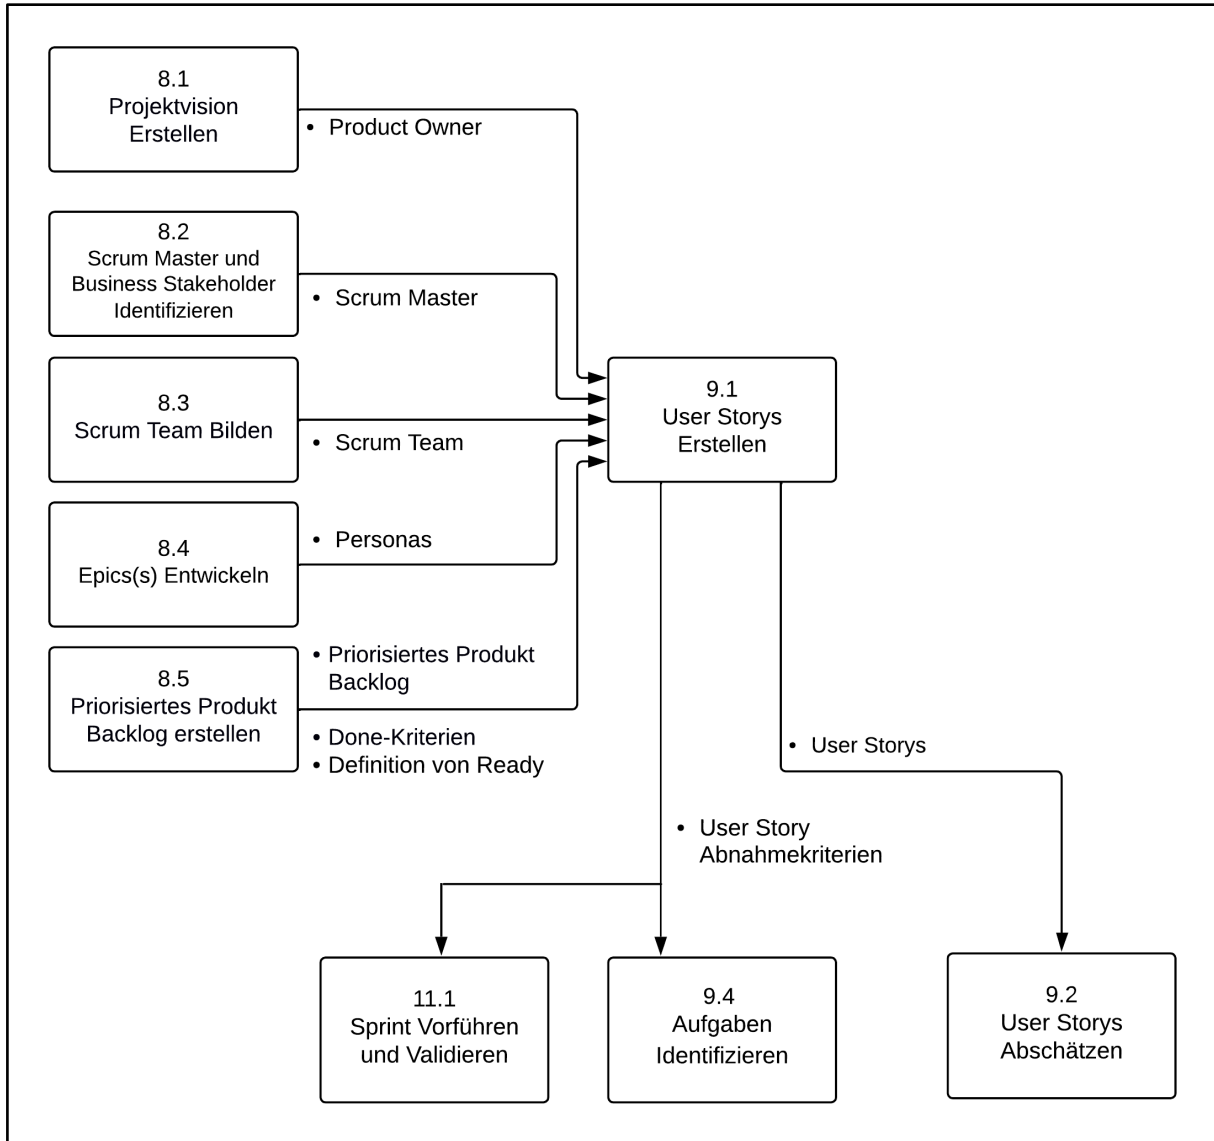 8.1
Projektvision
Erstellen
• Product Owner
8.2
Scrum Master und
Business Stakeholder
Identifizieren
• Scrum Master
8.3
Scrum Team Bilden
• Scrum Team
9.1
User Storys
Erstellen
8.4
Epics(s) Entwickeln
• Personas
8.5
Priorisiertes Produkt
Backlog erstellen
• Priorisiertes Produkt
Backlog
• Done-Kriterien
• Definition von Ready
• User Storys
• User Story
Abnahmekriterien
11.1
Sprint Vorführen
und Validieren
9.4
Aufgaben
Identifizieren
9.2
User Storys
Abschätzen